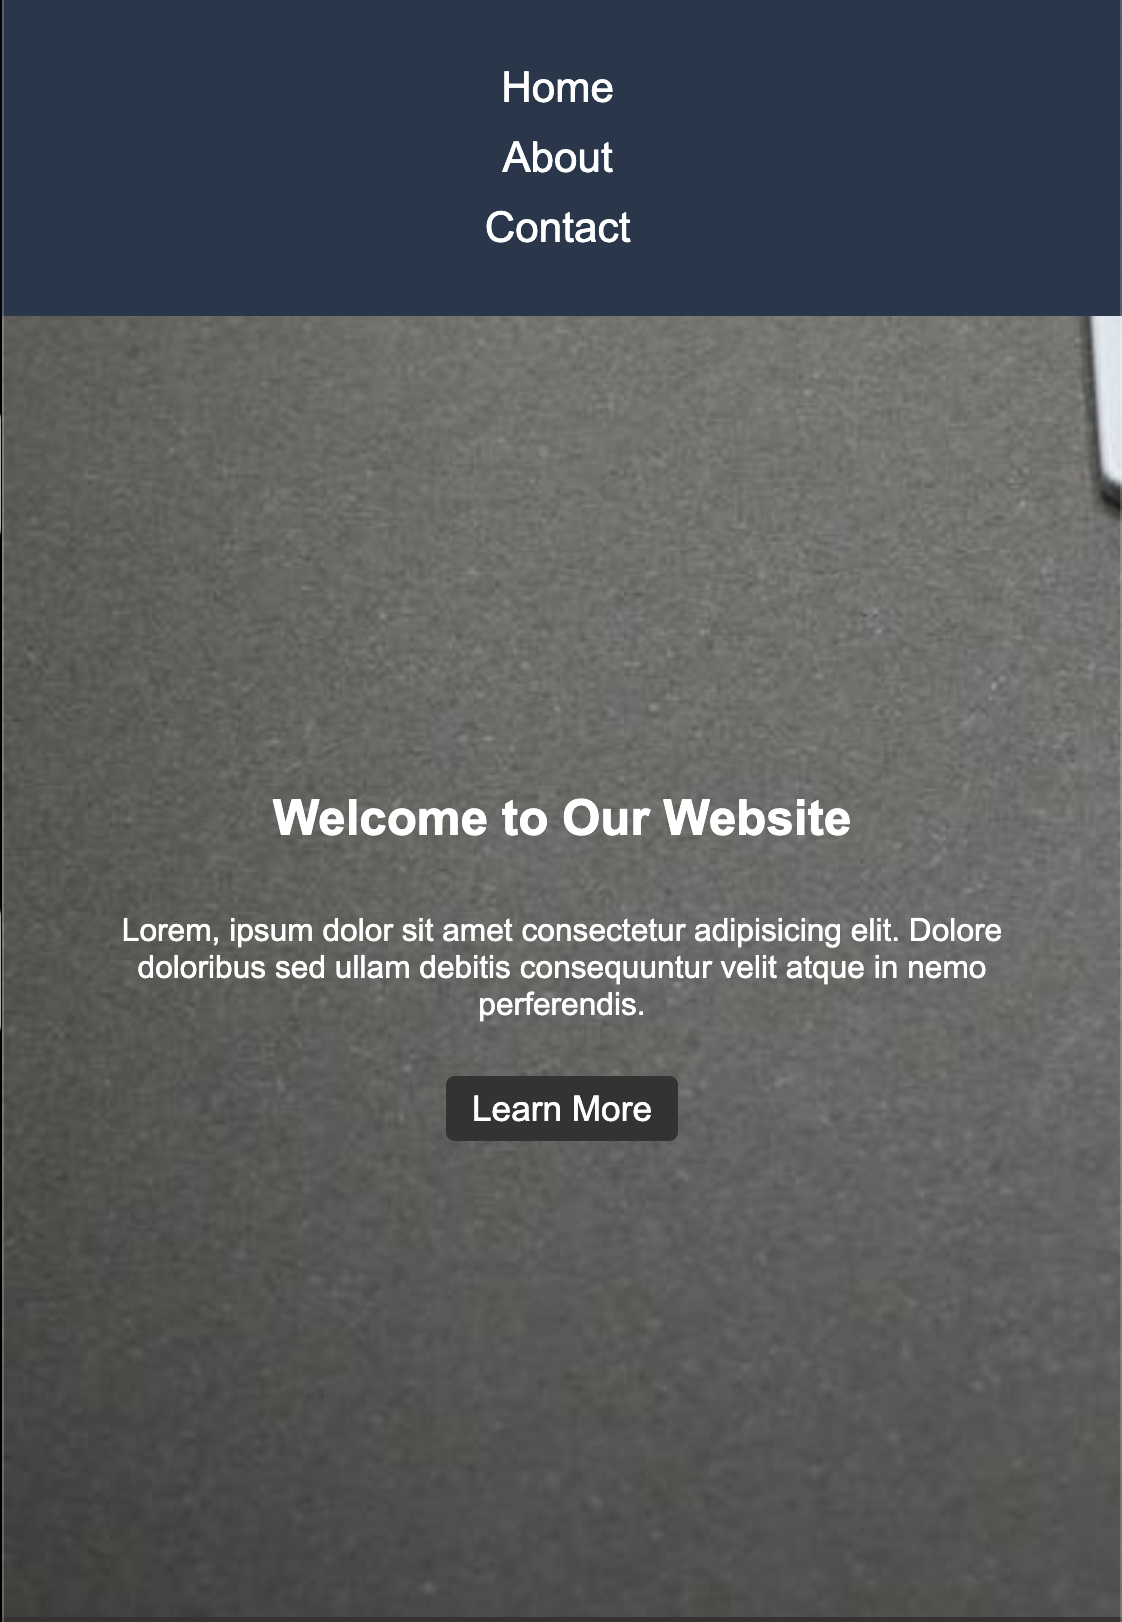 Home
About
Contact
Welcome to Our Website
Lorem, ipsum dolor sit amet consectetur adipisicing elit. Dolore
doloribus sed ullam debitis consequuntur velit atque in nemo
perferendis.
Learn More